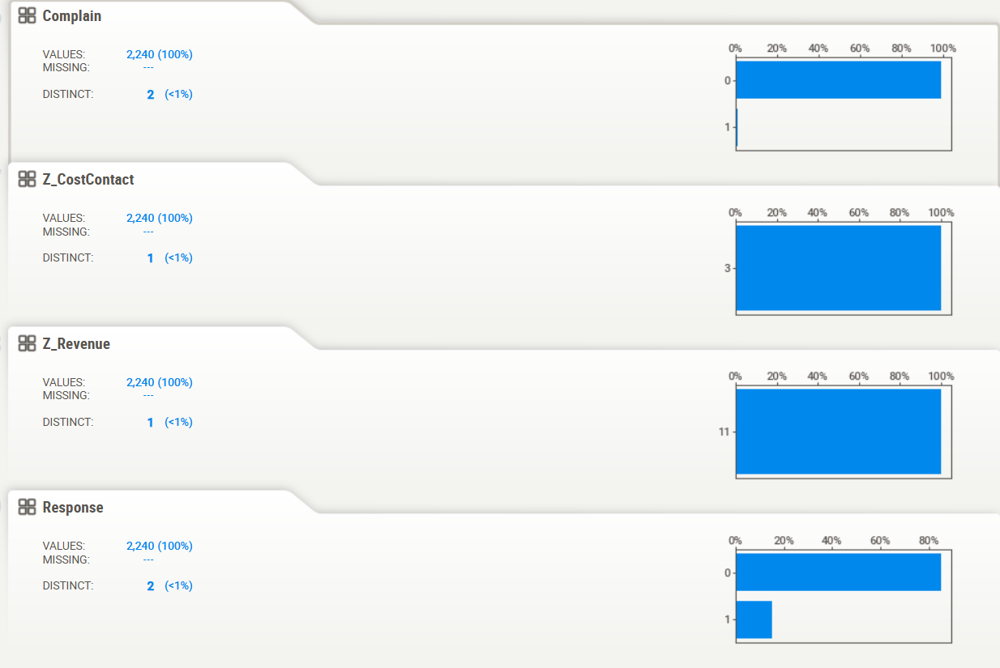 Complain
VALUES: 2,240 (100%)
MISSING: ---
DISTINCT: 2 (<1%)
0% 20% 40% 60% 80% 100%
0
1
Z_CostContact
VALUES: 2,240 (100%)
MISSING: ---
DISTINCT: 1 (<1%)
0% 20% 40% 60% 80% 100%
3
Z_Revenue
VALUES: 2,240 (100%)
MISSING: ---
DISTINCT: 1 (<1%)
0% 20% 40% 60% 80% 100%
11
Response
VALUES: 2,240 (100%)
MISSING: ---
DISTINCT: 2 (<1%)
0% 20% 40% 60% 80%
0
1